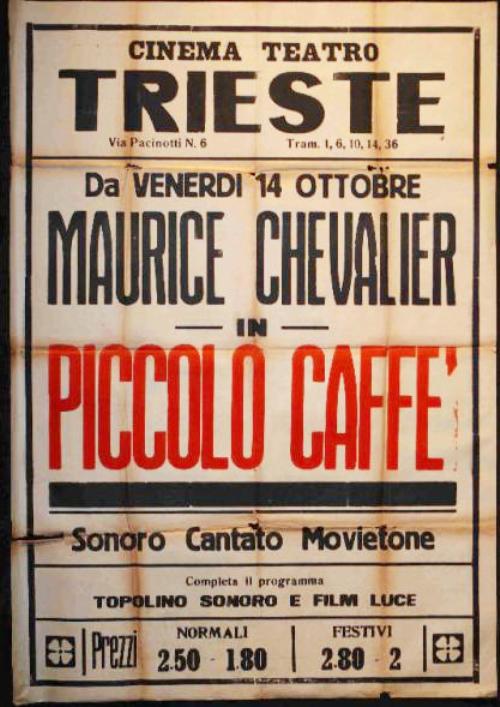 CINEMA TEATRO
TRIESTE
Via Pacinotti N. 6 Tram. 1, 6, 10, 14, 36
Da VENERDI 14 OTTOBRE
MAURICE CHEVALIER
— IN —
PICCOLO CAFFE'
Sonoro Cantato Movietone
Completa il programma
TOPOLINO SONORO E FILM LUCE
Prezzi NORMALI 2.50 - 1.80 FESTIVI 2.80 - 2